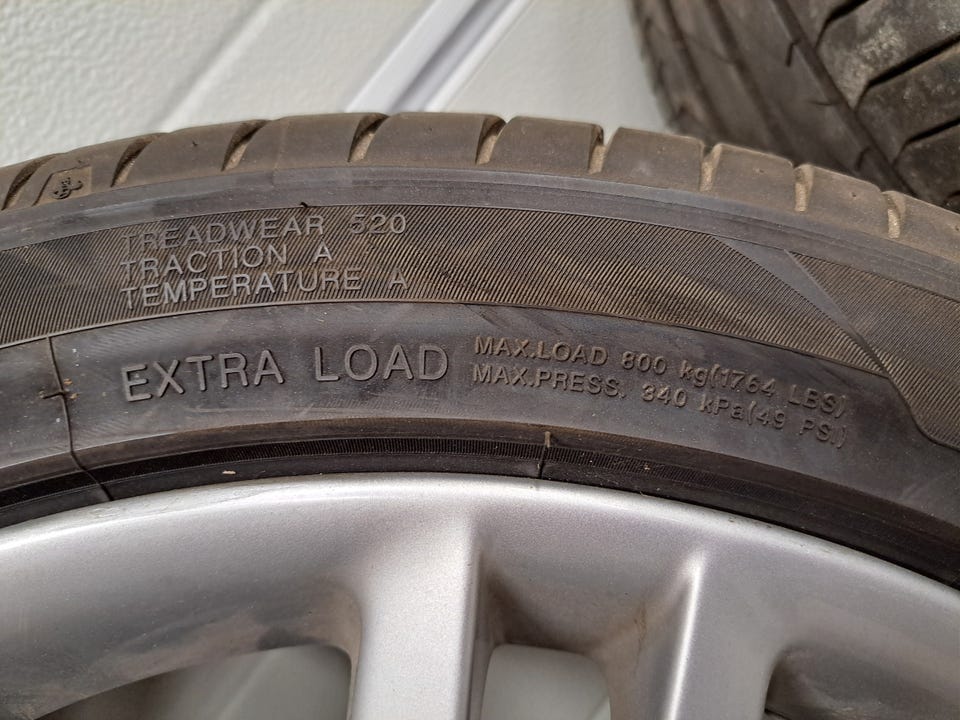 TREADWEAR 520
TRACTION A
TEMPERATURE A
EXTRA LOAD
MAX.LOAD 800 kg(1764 LBS)
MAX.PRESS. 340 kPa(49 PSI)